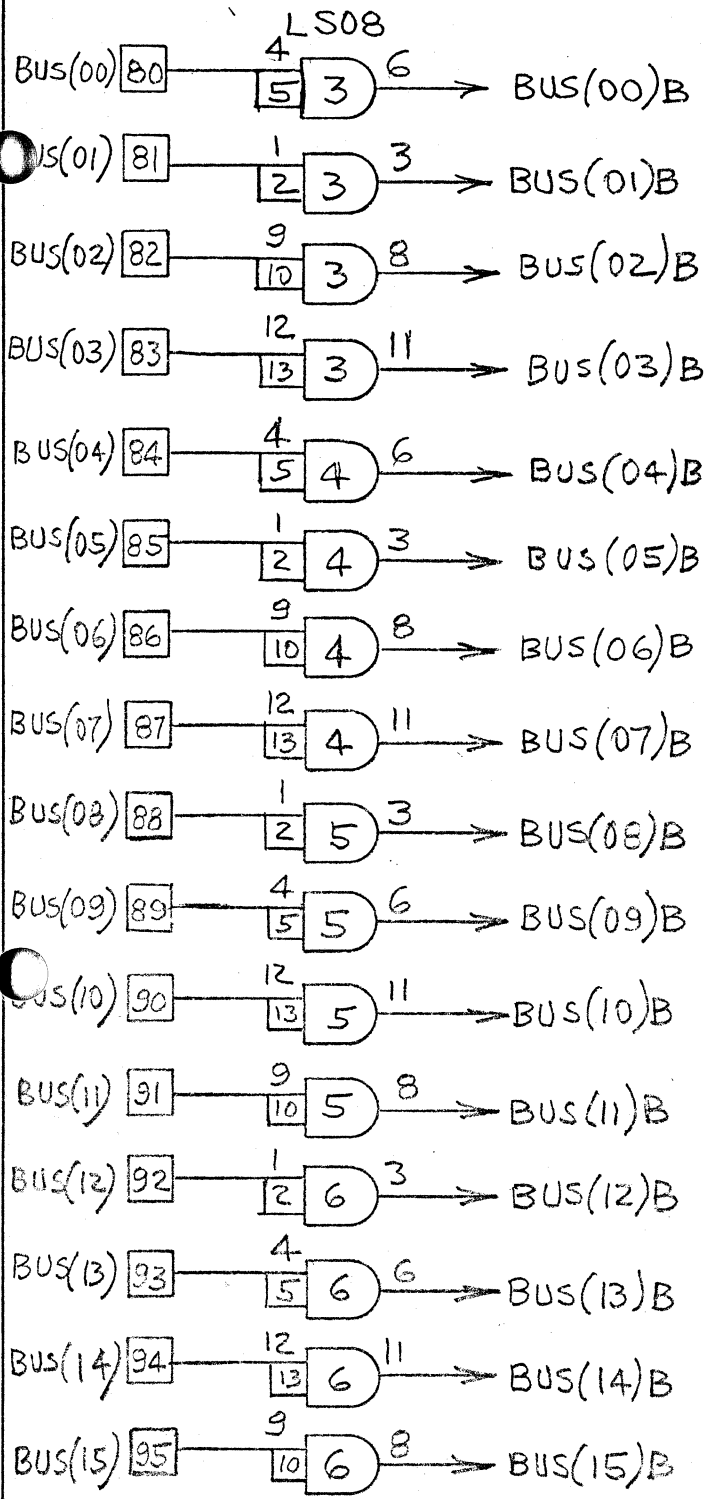 LS08
BUS(00) 80 4 5 3 6 BUS(00)B
US(01) 81 1 2 3 3 BUS(01)B
BUS(02) 82 9 10 3 8 BUS(02)B
BUS(03) 83 12 13 3 11 BUS(03)B
BUS(04) 84 4 5 4 6 BUS(04)B
BUS(05) 85 1 2 4 3 BUS(05)B
BUS(06) 86 9 10 4 8 BUS(06)B
BUS(07) 87 12 13 4 11 BUS(07)B
BUS(08) 88 1 2 5 3 BUS(08)B
BUS(09) 89 4 5 5 6 BUS(09)B
US(10) 90 12 13 5 11 BUS(10)B
BUS(11) 91 9 10 5 8 BUS(11)B
BUS(12) 92 1 2 6 3 BUS(12)B
BUS(13) 93 4 5 6 6 BUS(13)B
BUS(14) 94 12 13 6 11 BUS(14)B
BUS(15) 95 9 10 6 8 BUS(15)B